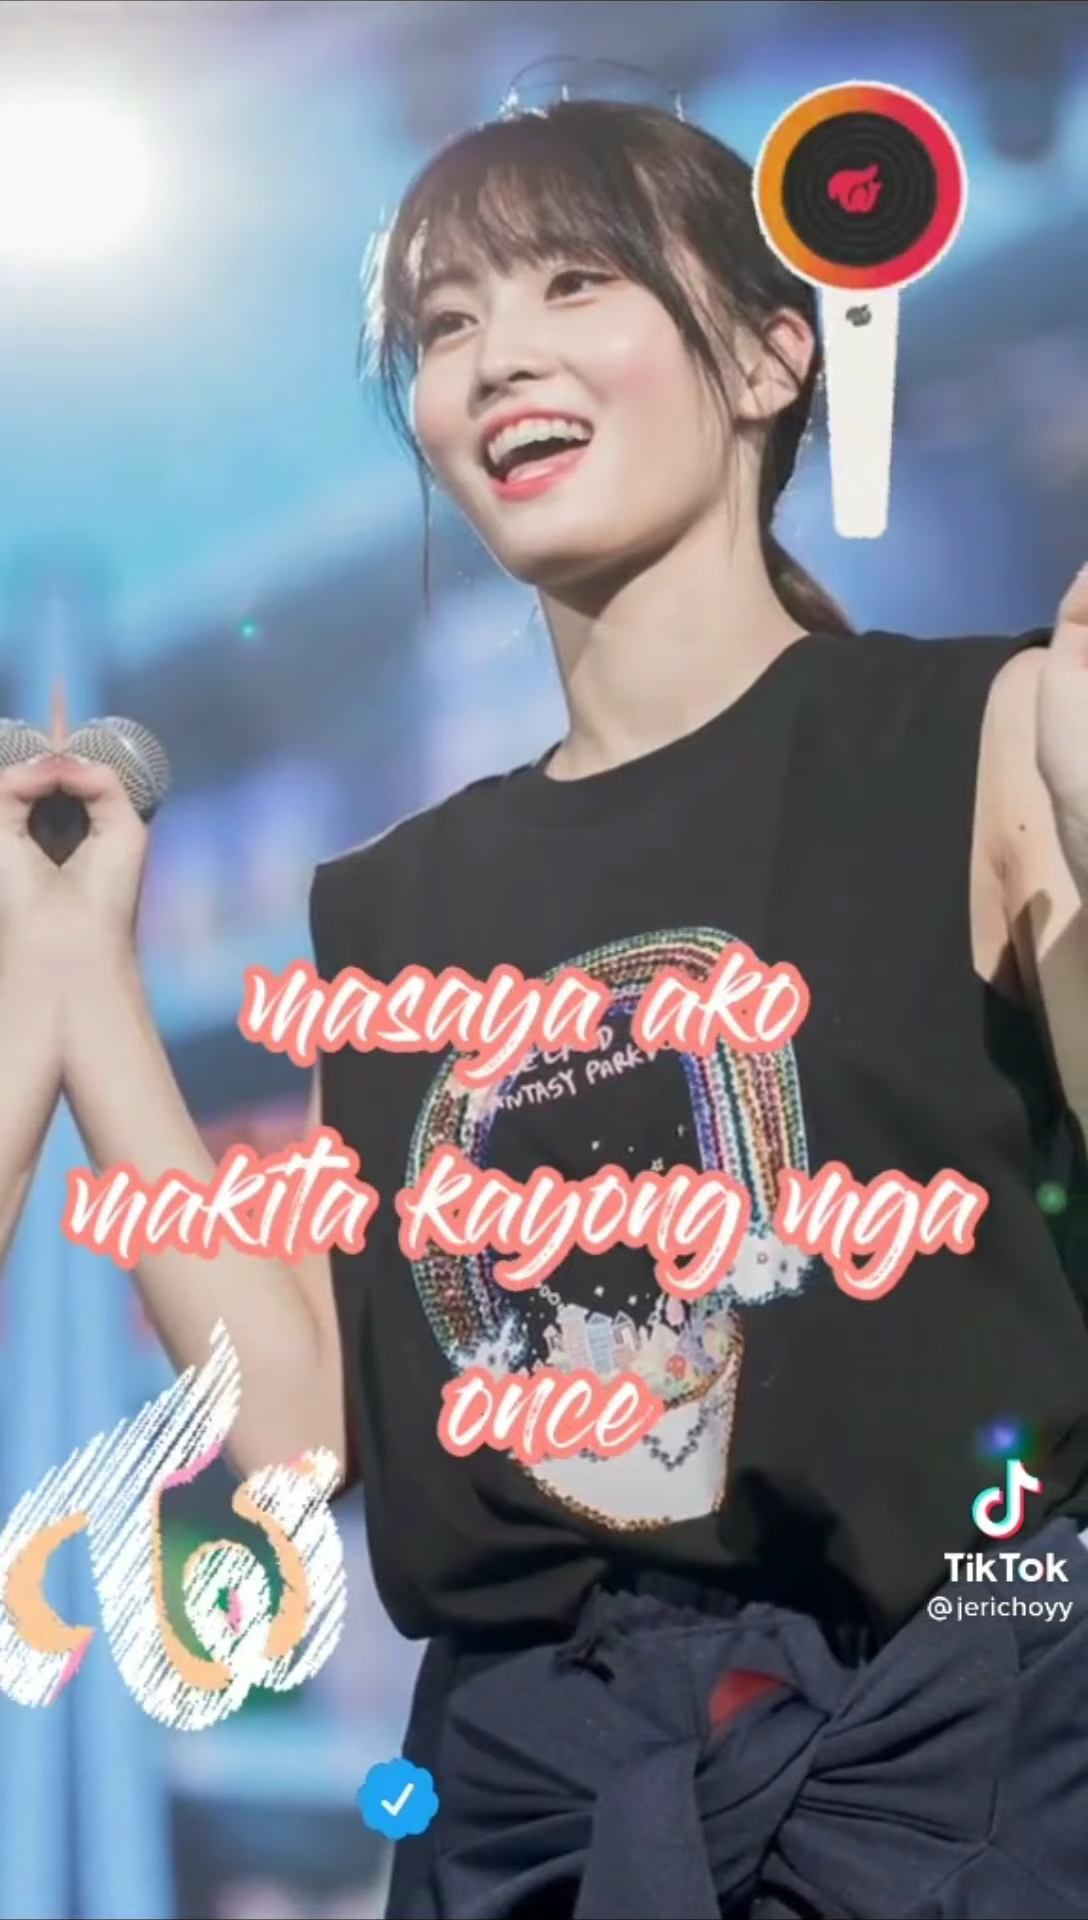 masaya ako
makita kayong mga
once
TikTok
@jerichoyy